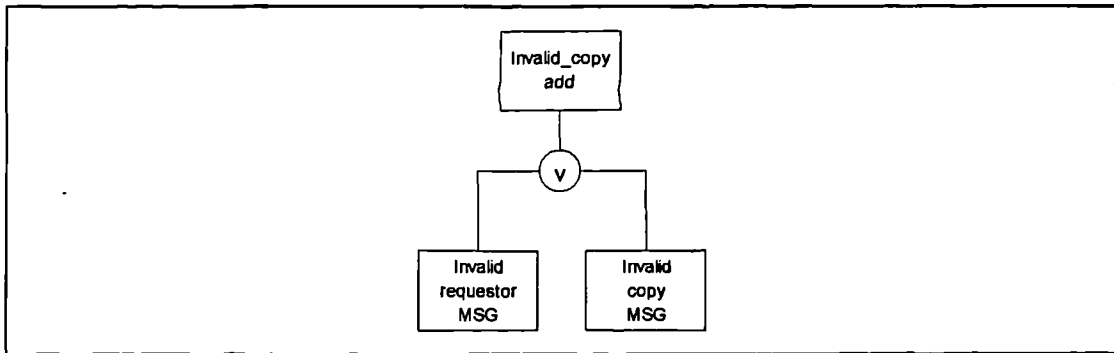 Invalid_copy
add
v
Invalid
requestor
MSG
Invalid
copy
MSG